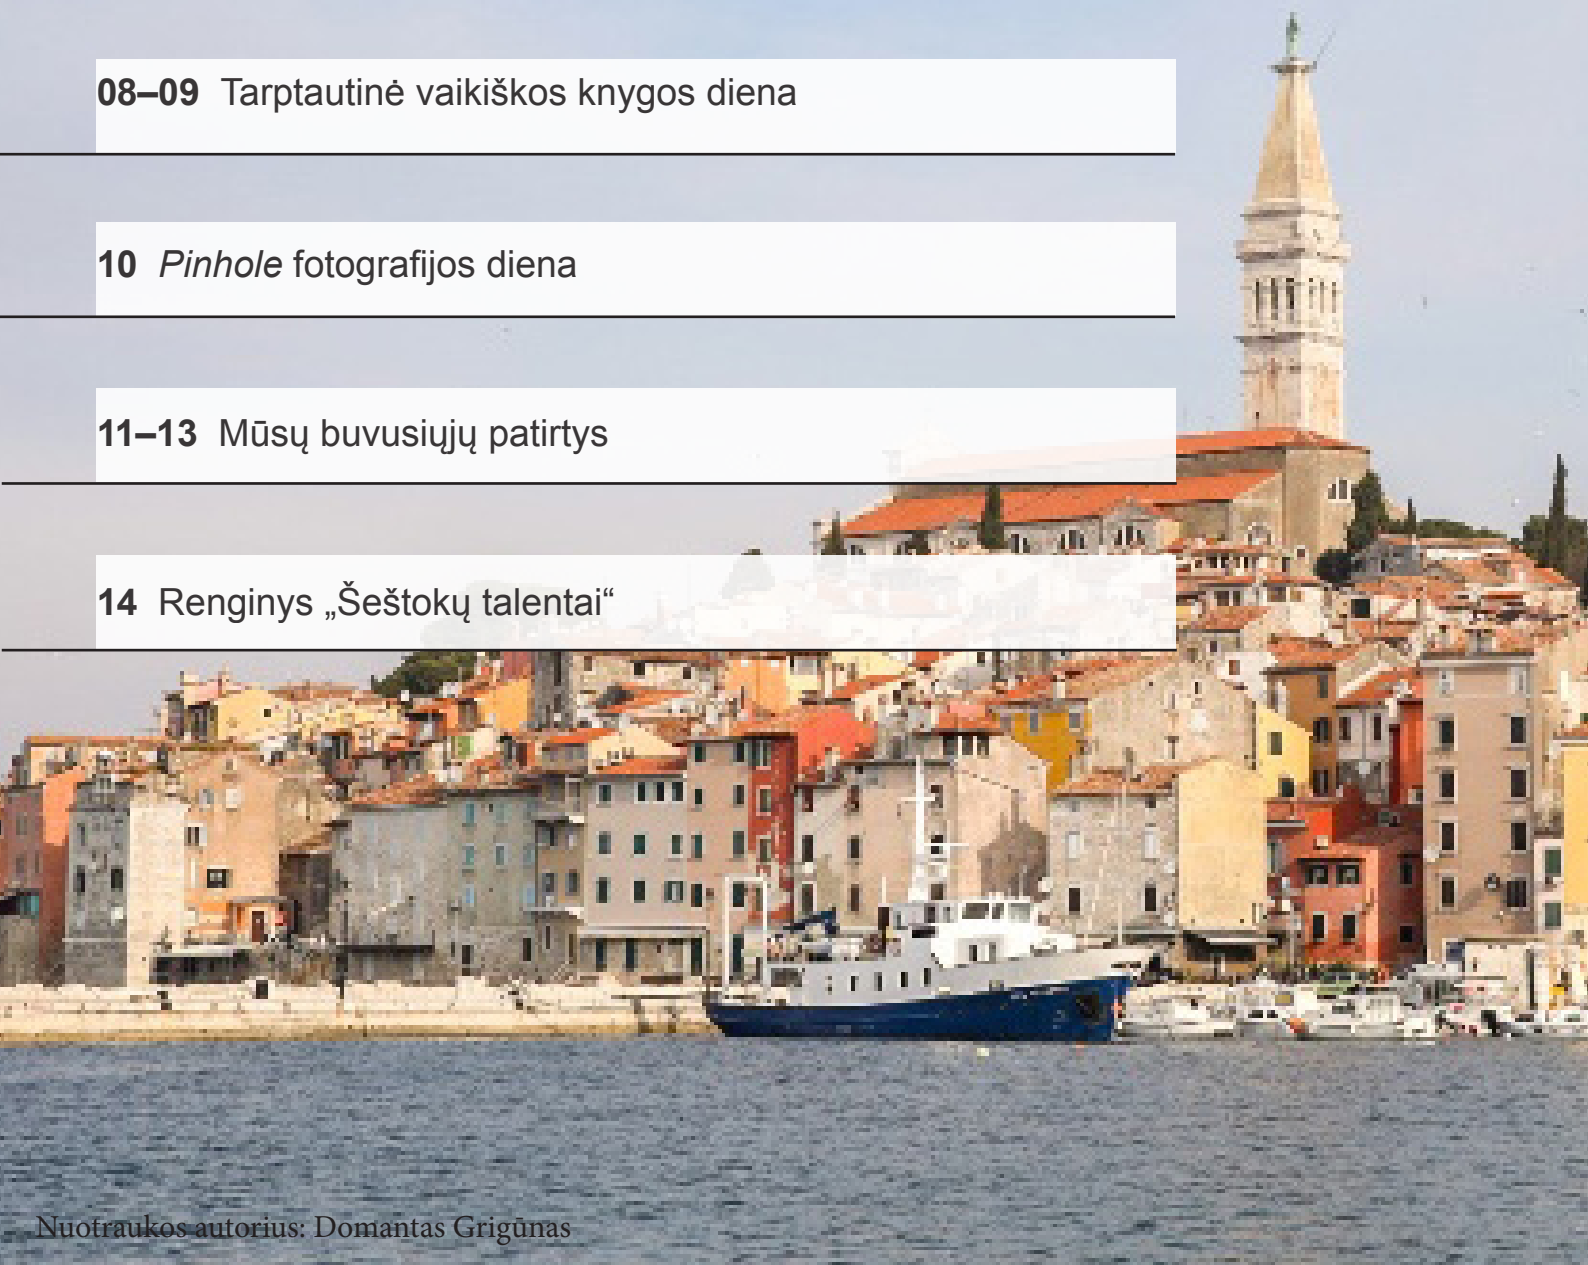 08–09 Tarptautinė vaikiškos knygos diena
10 Pinhole fotografijos diena
11–13 Mūsų buvusiųjų patirtys
14 Renginys „Šeštokų talentai“
Nuotraukos autorius: Domantas Grigūnas